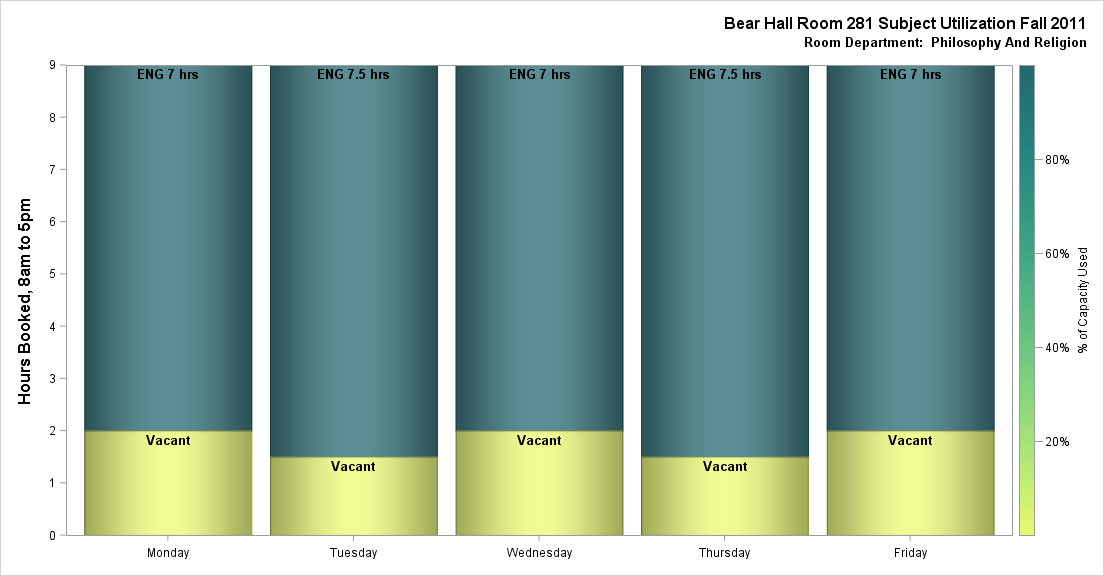 Bear Hall Room 281 Subject Utilization Fall 2011
Room Department:  Philosophy And Religion
Hours Booked, 8am to 5pm
9
8
7
6
5
4
3
2
1
0
ENG 7 hrs
ENG 7.5 hrs
ENG 7 hrs
ENG 7.5 hrs
ENG 7 hrs
Vacant
Vacant
Vacant
Vacant
Vacant
Monday
Tuesday
Wednesday
Thursday
Friday
80%
60%
40%
20%
% of Capacity Used